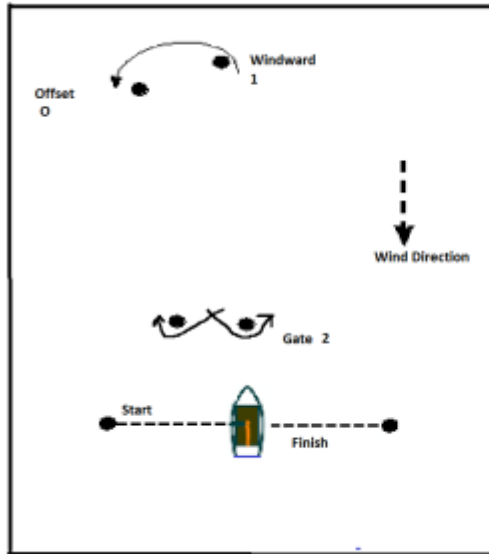 Windward
1
Offset
O
Wind Direction
Gate 2
Start
Finish